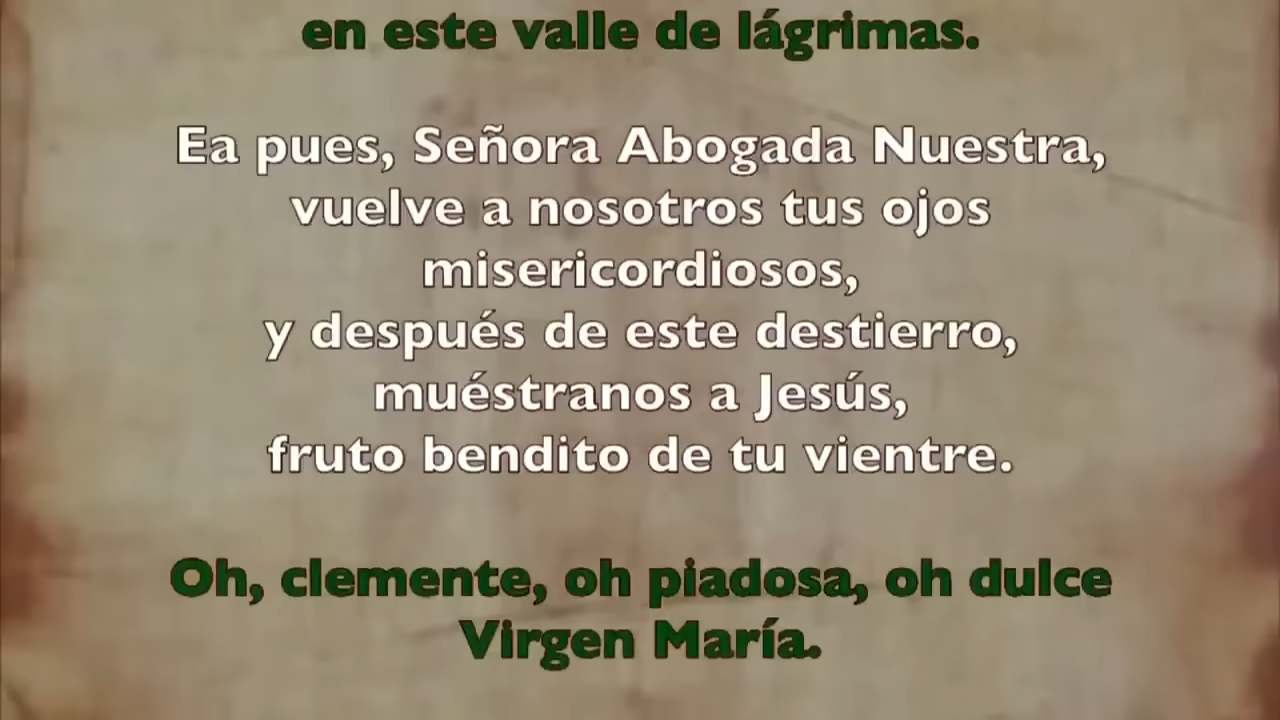 en este valle de lágrimas.
Ea pues, Señora Abogada Nuestra,
vuelve a nosotros tus ojos
misericordiosos,
y después de este destierro,
muéstranos a Jesús,
fruto bendito de tu vientre.
Oh, clemente, oh piadosa, oh dulce
Virgen María.